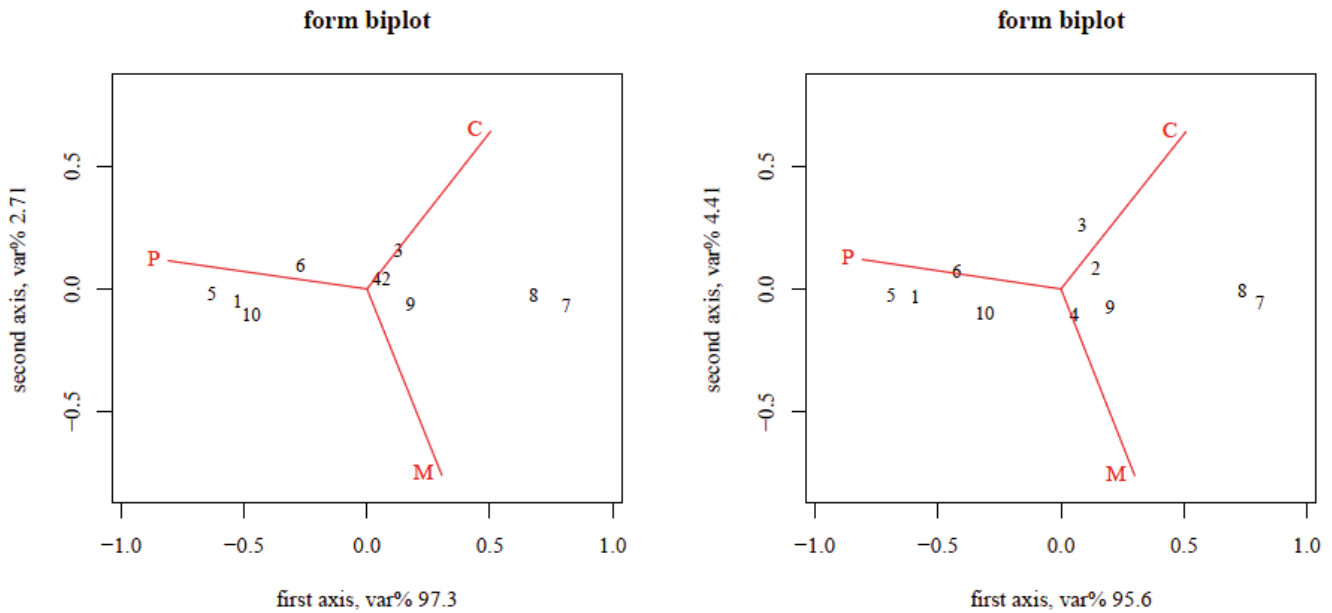 form biplot
second axis, var% 2.71
0.5
0.0
−0.5
C
P
M
3
6
42
5
1
10
9
8
7
−1.0 −0.5 0.0 0.5 1.0
first axis, var% 97.3
form biplot
second axis, var% 4.41
0.5
0.0
−0.5
C
P
M
3
6
2
5
1
10
4
9
8
7
−1.0 −0.5 0.0 0.5 1.0
first axis, var% 95.6